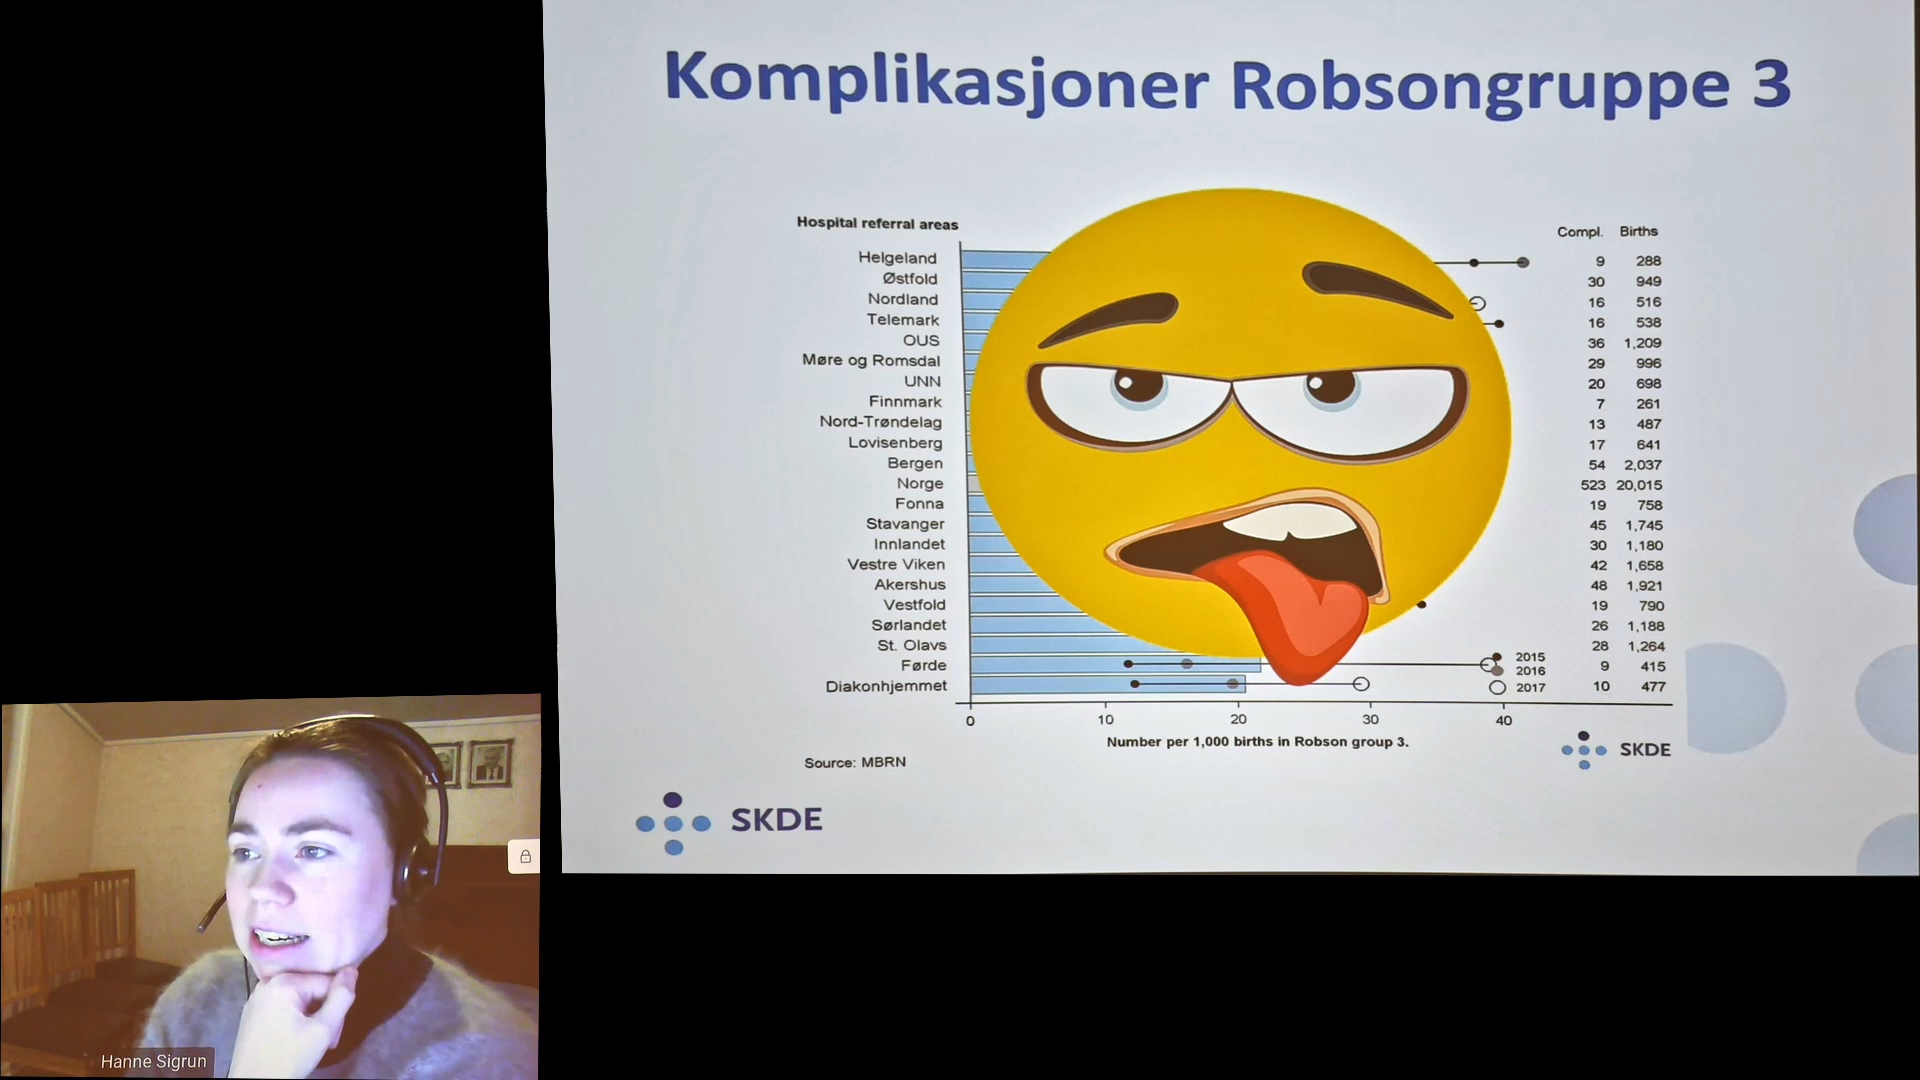 Komplikasjoner Robsongruppe 3
Hospital referral areas Compl. Births
Helgeland 9 288
Østfold 30 949
Nordland 16 516
Telemark 16 538
OUS 36 1,209
Møre og Romsdal 29 996
UNN 20 698
Finnmark 7 261
Nord-Trøndelag 13 487
Lovisenberg 17 641
Bergen 54 2,037
Norge 523 20,015
Fonna 19 758
Stavanger 45 1,745
Innlandet 30 1,180
Vestre Viken 42 1,658
Akershus 48 1,921
Vestfold 19 790
Sørlandet 26 1,188
St. Olavs 28 1,264
Førde 9 415
Diakonhjemmet 10 477
2015
2016
2017
0 10 20 30 40
Number per 1,000 births in Robson group 3.
Source: MBRN
SKDE
SKDE
Hanne Sigrun